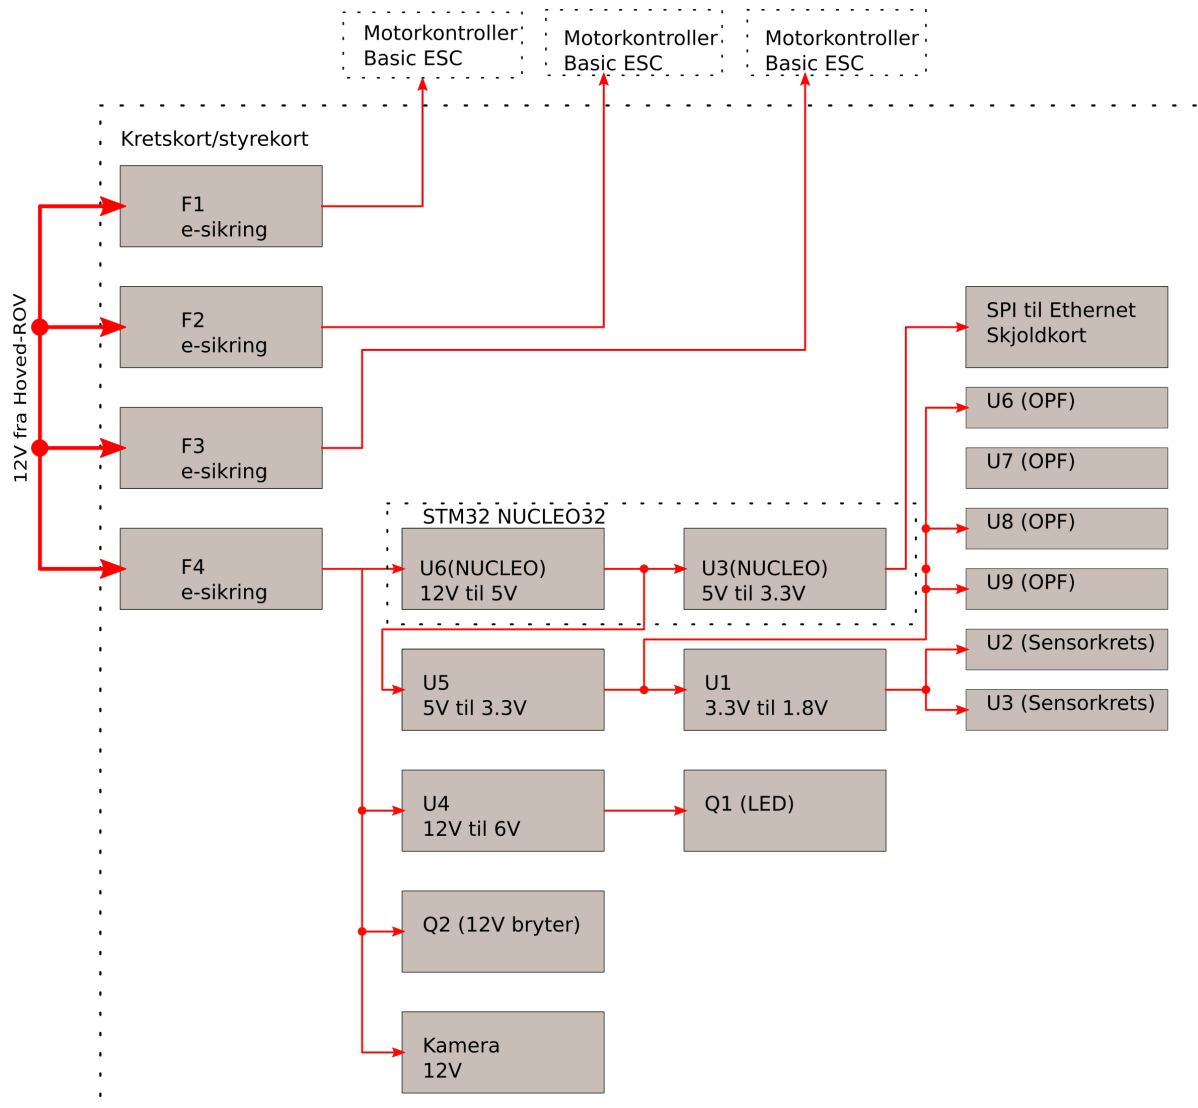 Motorkontroller
Basic ESC
Motorkontroller
Basic ESC
Motorkontroller
Basic ESC
Kretskort/styrekort
12V fra Hoved-ROV
F1
e-sikring
F2
e-sikring
F3
e-sikring
F4
e-sikring
SPI til Ethernet
Skjoldkort
U6 (OPF)
U7 (OPF)
U8 (OPF)
U9 (OPF)
U2 (Sensorkrets)
U3 (Sensorkrets)
STM32 NUCLEO32
U6(NUCLEO)
12V til 5V
U3(NUCLEO)
5V til 3.3V
U5
5V til 3.3V
U1
3.3V til 1.8V
U4
12V til 6V
Q1 (LED)
Q2 (12V bryter)
Kamera
12V